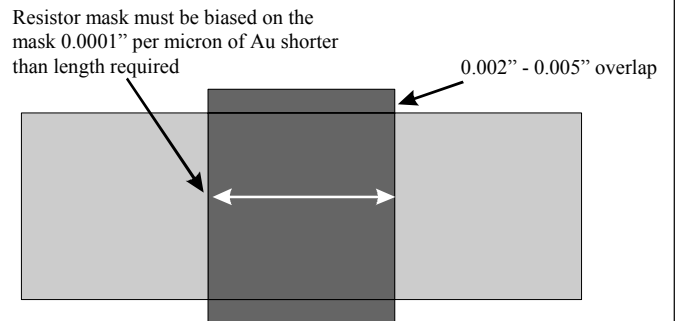 Resistor mask must be biased on the
mask 0.0001” per micron of Au shorter
than length required
0.002” - 0.005” overlap